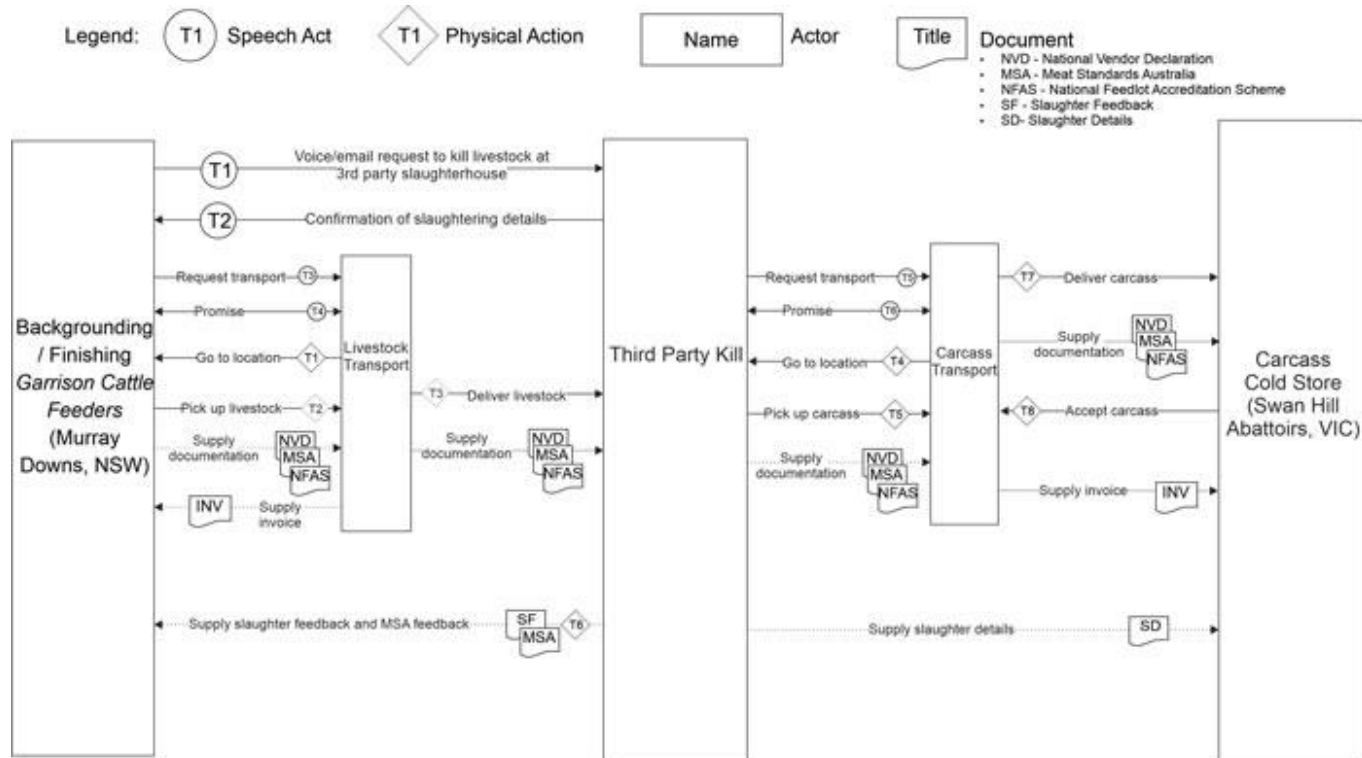 Legend:
T1
Speech Act
T1
Physical Action
Name
Actor
Title
Document
• NVD - National Vendor Declaration
• MSA - Meat Standards Australia
• NFAS - National Feedlot Accreditation Scheme
• SF - Slaughter Feedback
• SD- Slaughter Details
Backgrounding
/ Finishing
Garrison Cattle
Feeders
(Murray
Downs, NSW)
T1
Voice/email request to kill livestock at
3rd party slaughterhouse
T2
Confirmation of slaughtering details
Request transport
T3
Promise
T4
Go to location
T1
Pick up livestock
T2
Supply
documentation
NVD
MSA
NFAS
INV
Supply
invoice
Livestock
Transport
T3
Deliver livestock
Supply
documentation
NVD
MSA
NFAS
Supply slaughter feedback and MSA feedback
SF
MSA
T6
Third Party Kill
Request transport
T5
Promise
T6
Go to location
T4
Pick up carcass
T5
Supply
documentation
NVD
MSA
NFAS
Carcass
Transport
T7
Deliver carcass
Supply
documentation
NVD
MSA
NFAS
T8
Accept carcass
Supply invoice
INV
Supply slaughter details
SD
Carcass
Cold Store
(Swan Hill
Abattoirs, VIC)